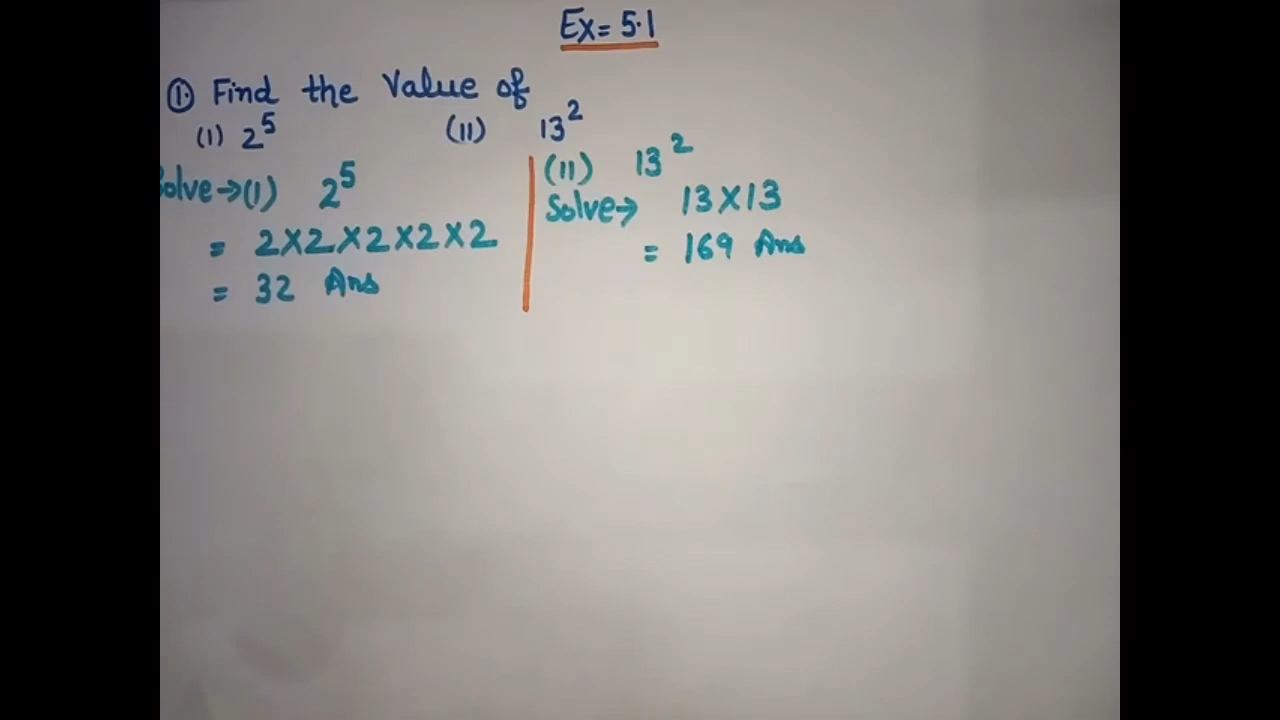 Ex= 5.1
①. Find the Value of
(I) 2⁵ (II) 13²
Solve→(I) 2⁵
= 2×2×2×2×2
= 32 Ans
(II) 13²
Solve→ 13×13
= 169 Ans